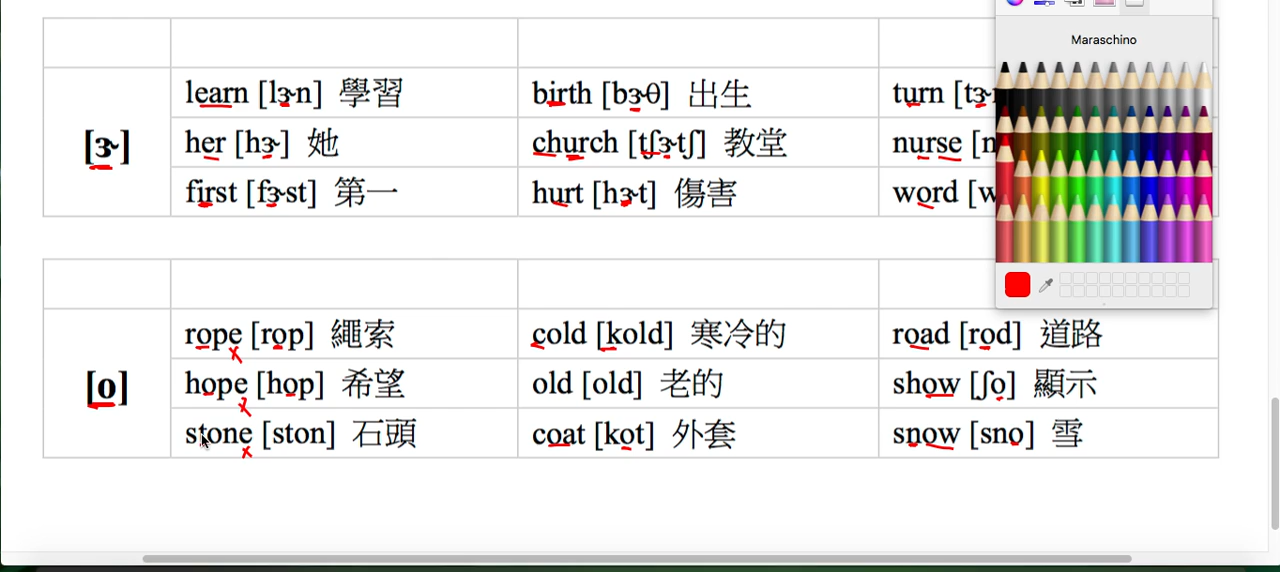 Maraschino
learn [lɝn] 學習 birth [bɝθ] 出生 turn [tɝ
[ɝ] her [hɝ] 她 church [tʃɝtʃ] 教堂 nurse [n
first [fɝst] 第一 hurt [hɝt] 傷害 word [w
rope [rop] 繩索 cold [kold] 寒冷的 road [rod] 道路
[o] hope [hop] 希望 old [old] 老的 show [ʃo] 顯示
stone [ston] 石頭 coat [kot] 外套 snow [sno] 雪